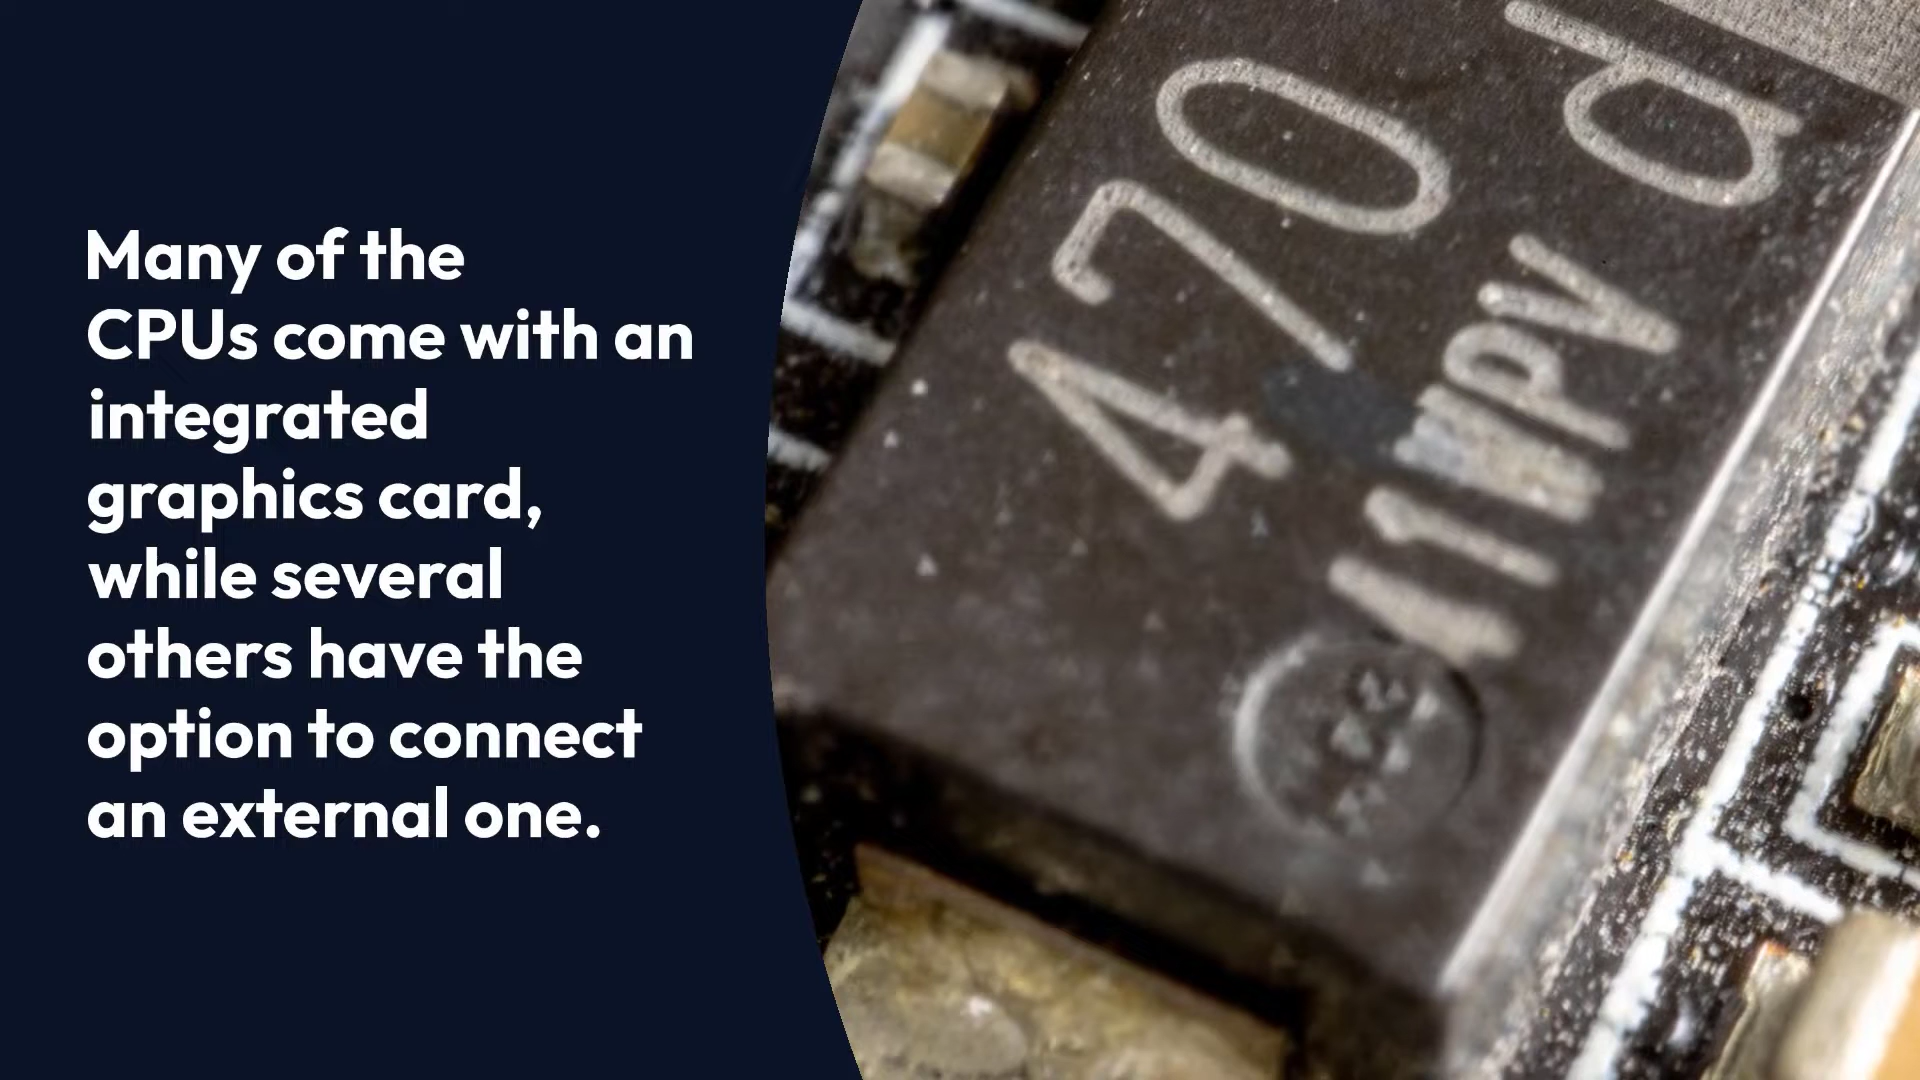 Many of the
CPUs come with an
integrated
graphics card,
while several
others have the
option to connect
an external one.
470
d